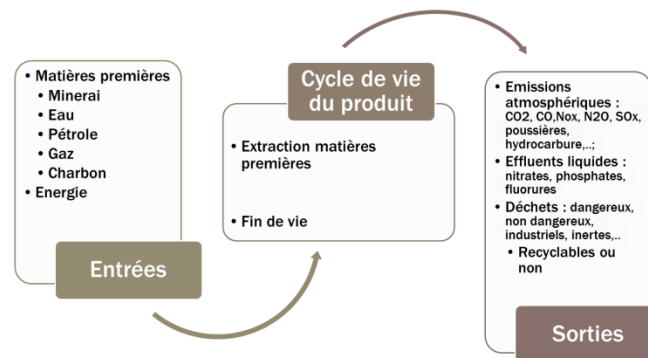 • Matières premières
• Minerai
• Eau
• Pétrole
• Gaz
• Charbon
• Energie
Entrées
Cycle de vie
du produit
• Extraction matières
premières
• Fin de vie
• Emissions
atmosphériques :
CO2, CO,Nox, N2O, SOx,
poussières,
hydrocarbure,..;
• Effluents liquides :
nitrates, phosphates,
fluorures
• Déchets : dangereux,
non dangereux,
industriels, inertes,..
• Recyclables ou
non
Sorties